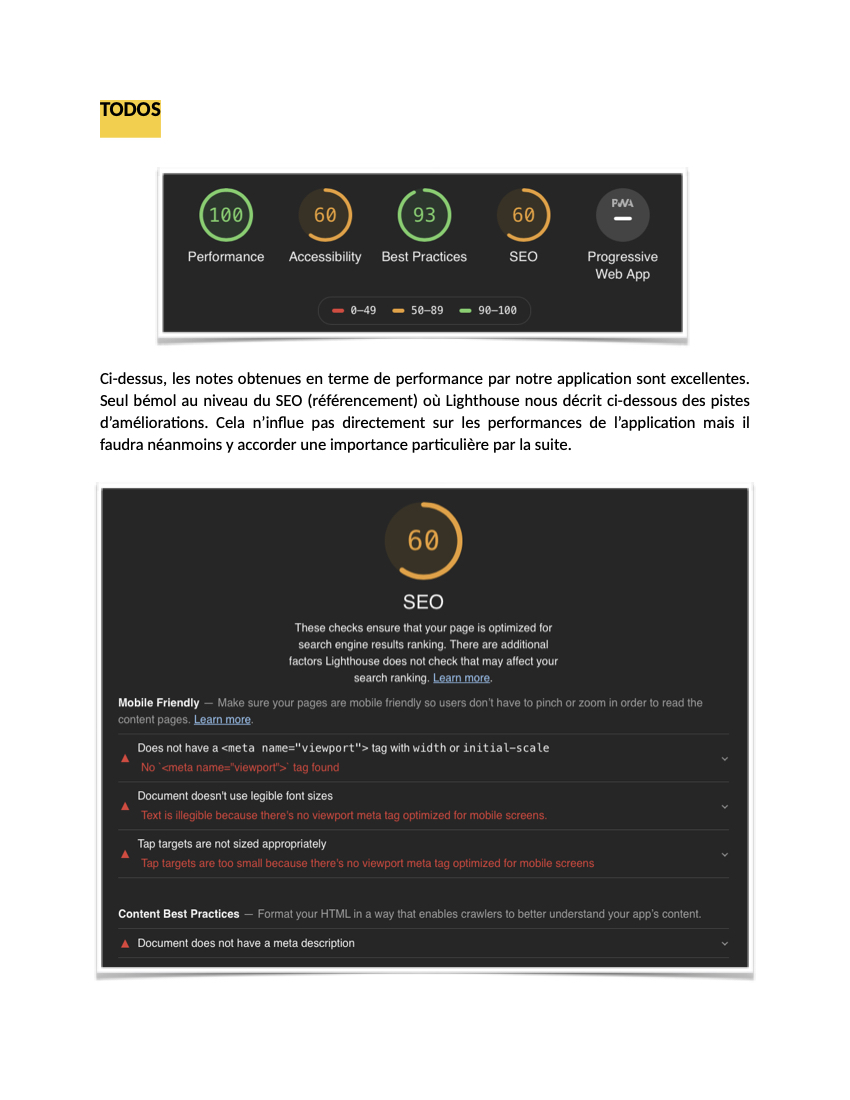 TODOS
100 60 93 60 PWA
Performance Accessibility Best Practices SEO Progressive
Web App
0–49 50–89 90–100
Ci-dessus, les notes obtenues en terme de performance par notre application sont excellentes.
Seul bémol au niveau du SEO (référencement) où Lighthouse nous décrit ci-dessous des pistes
d’améliorations. Cela n’influe pas directement sur les performances de l’application mais il
faudra néanmoins y accorder une importance particulière par la suite.
60
SEO
These checks ensure that your page is optimized for
search engine results ranking. There are additional
factors Lighthouse does not check that may affect your
search ranking. Learn more.
Mobile Friendly — Make sure your pages are mobile friendly so users don’t have to pinch or zoom in order to read the
content pages. Learn more.
Does not have a <meta name="viewport"> tag with width or initial-scale
No `<meta name="viewport">` tag found
Document doesn't use legible font sizes
Text is illegible because there's no viewport meta tag optimized for mobile screens.
Tap targets are not sized appropriately
Tap targets are too small because there's no viewport meta tag optimized for mobile screens
Content Best Practices — Format your HTML in a way that enables crawlers to better understand your app’s content.
Document does not have a meta description